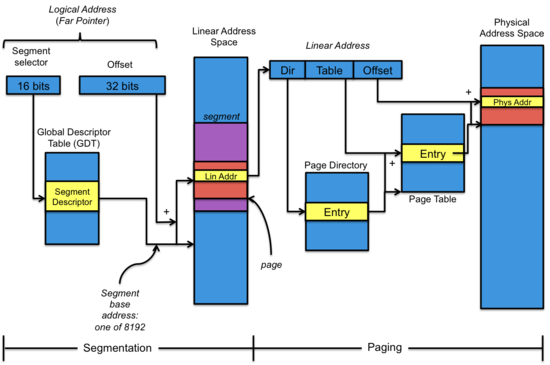 Logical Address
(Far Pointer)
Segment
selector
Offset
16 bits
32 bits
Global Descriptor
Table (GDT)
Segment
Descriptor
+
Segment
base
address:
one of 8192
Linear Address
Space
segment
Lin Addr
page
Linear Address
Dir
Table
Offset
Page Directory
Entry
+
Entry
Page Table
Physical
Address Space
+
Phys Addr
Segmentation
Paging